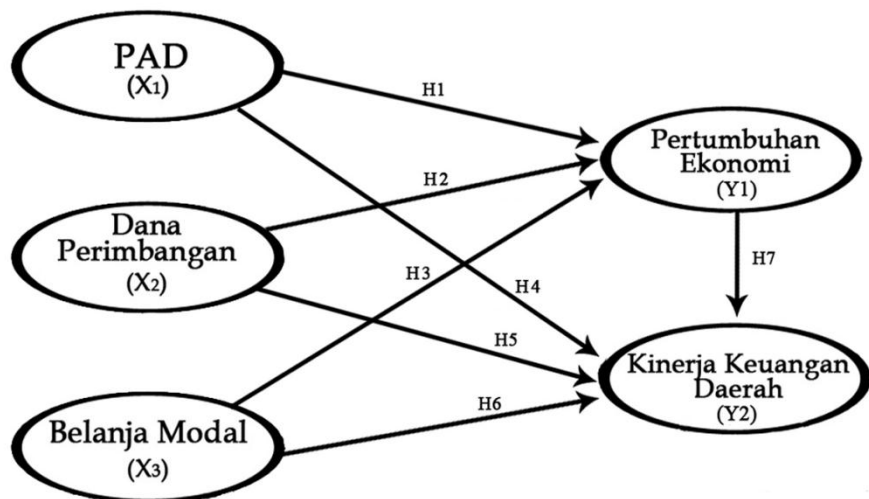 PAD
(X1)
H1
Pertumbuhan
Ekonomi
(Y1)
H2
Dana
Perimbangan
(X2)
H3
H4
H7
H5
Kinerja Keuangan
Daerah
(Y2)
H6
Belanja Modal
(X3)